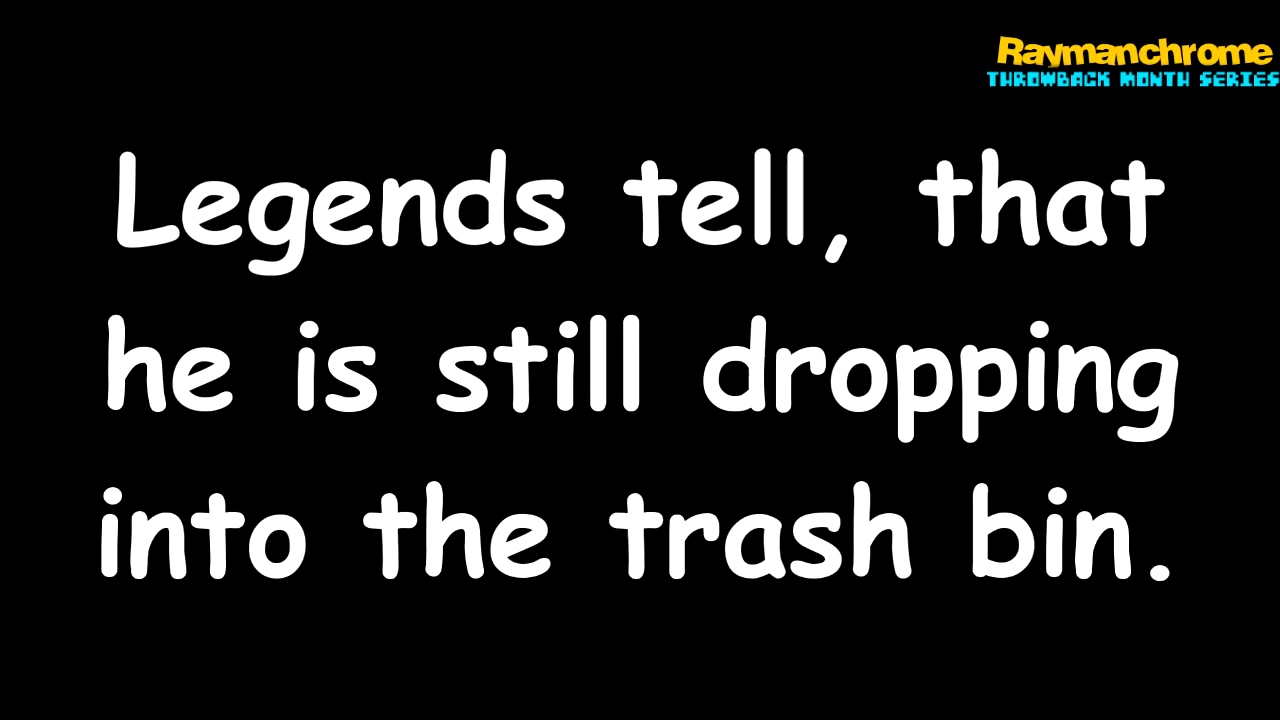 Raymanchrome
THROWBACK MONTH SERIES
Legends tell, that
he is still dropping
into the trash bin.